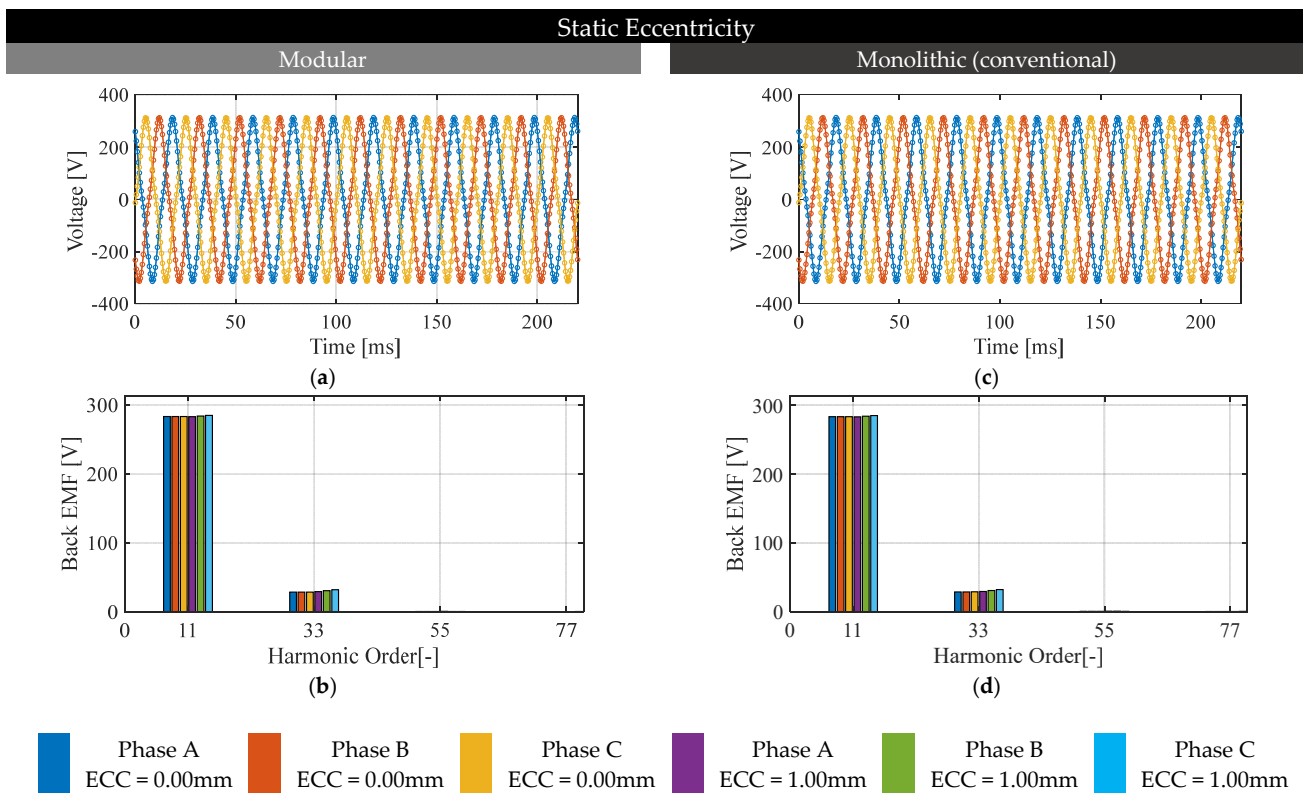 Static Eccentricity
Modular
Monolithic (conventional)
400
200
0
-200
-400
Voltage [V]
0 50 100 150 200
Time [ms]
(a)
400
200
0
-200
-400
Voltage [V]
0 50 100 150 200
Time [ms]
(c)
300
200
100
0
Back EMF [V]
0 11 33 55 77
Harmonic Order[-]
(b)
300
200
100
0
Back EMF [V]
0 11 33 55 77
Harmonic Order[-]
(d)
Phase A
ECC = 0.00mm
Phase B
ECC = 0.00mm
Phase C
ECC = 0.00mm
Phase A
ECC = 1.00mm
Phase B
ECC = 1.00mm
Phase C
ECC = 1.00mm